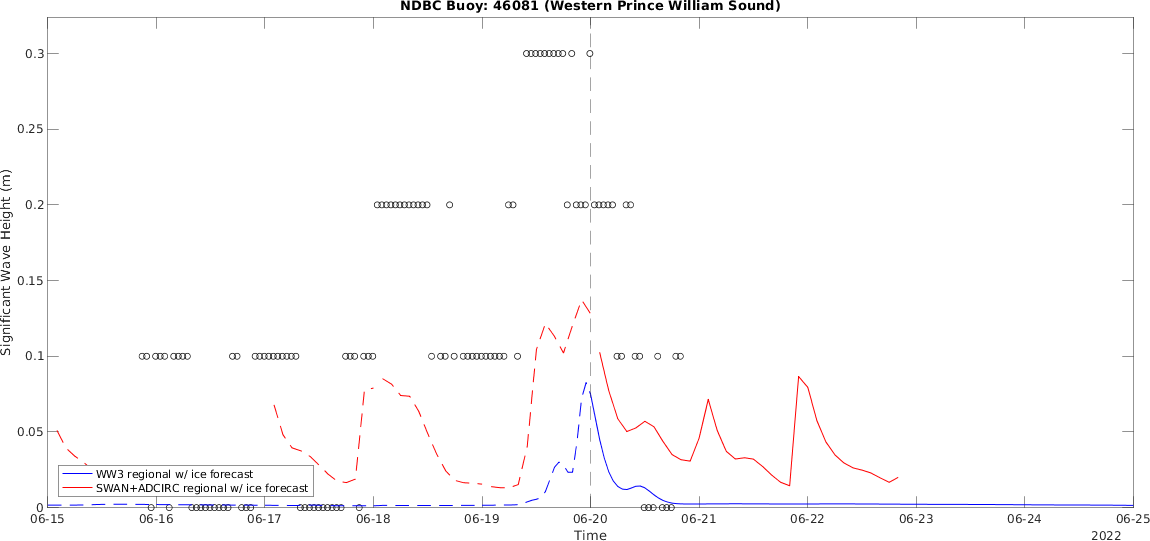 NDBC Buoy: 46081 (Western Prince William Sound)
Significant Wave Height (m)
0.3
0.25
0.2
0.15
0.1
0.05
0
WW3 regional w/ ice forecast
SWAN+ADCIRC regional w/ ice forecast
06-15 06-16 06-17 06-18 06-19 06-20 06-21 06-22 06-23 06-24 06-25
Time
2022